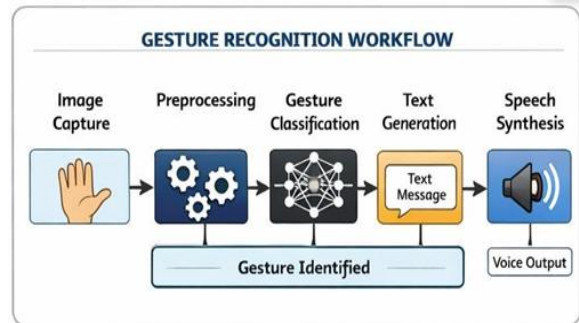 GESTURE RECOGNITION WORKFLOW
Image
Capture
Preprocessing
Gesture
Classification
Text
Generation
Speech
Synthesis
Text
Message
Gesture Identified
Voice Output